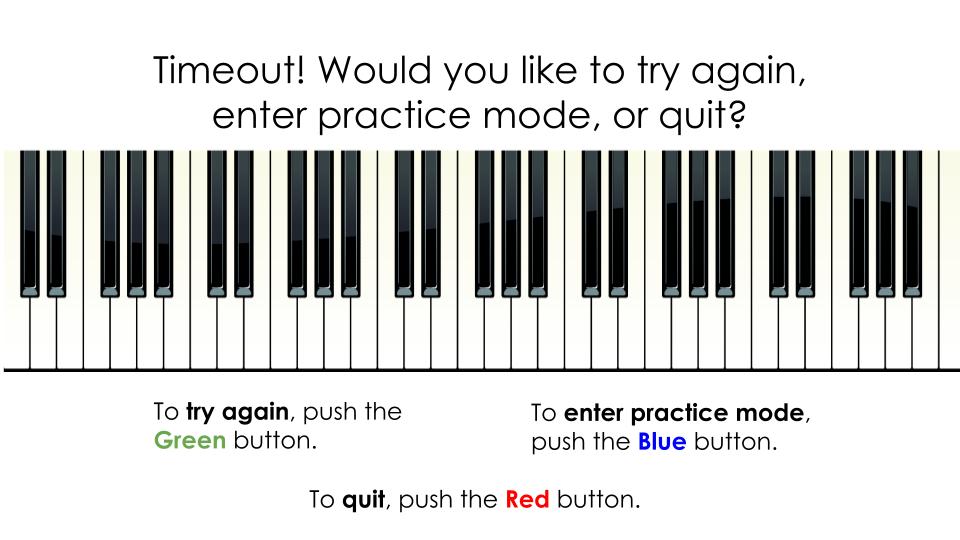 Timeout! Would you like to try again,
enter practice mode, or quit?
To try again, push the
Green button.
To enter practice mode,
push the Blue button.
To quit, push the Red button.